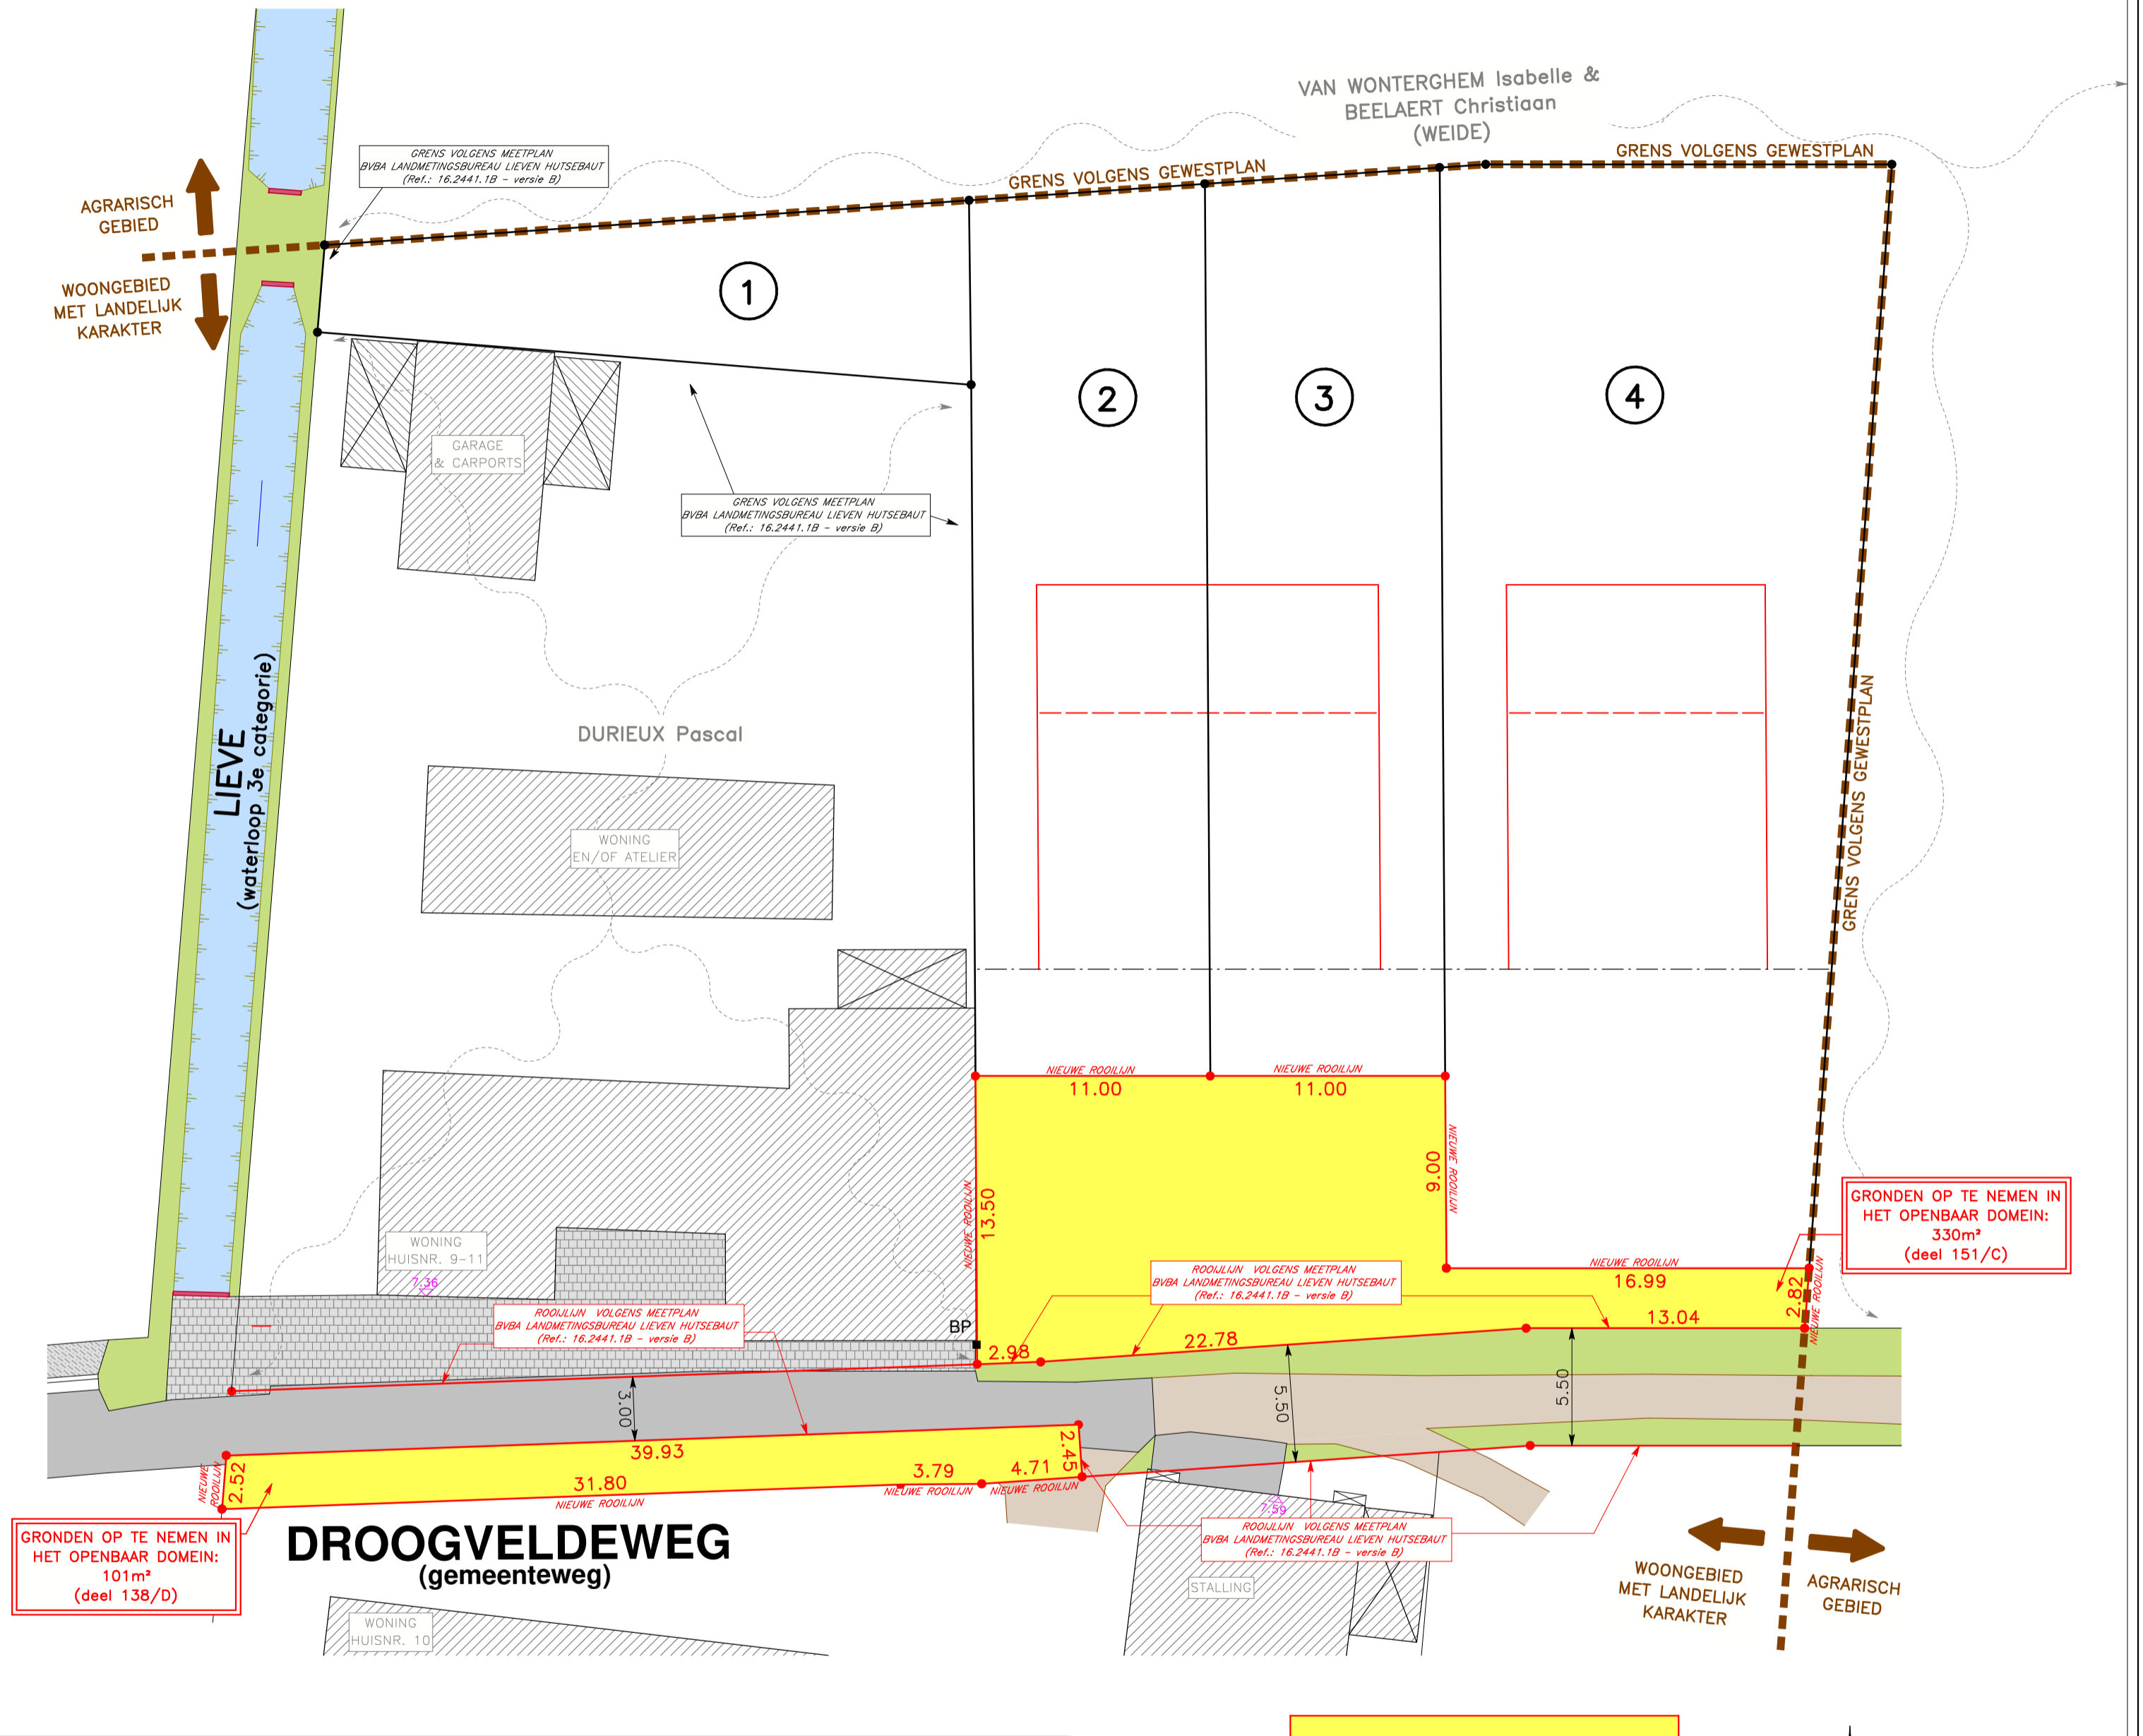 VAN WONTERGHEM Isabelle &
BEELAERT Christiaan
(WEIDE)
GRENS VOLGENS GEWESTPLAN
GRENS VOLGENS GEWESTPLAN
GRENS VOLGENS MEETPLAN
BVBA LANDMETINGSBUREAU LIEVEN HUTSEBAUT
(Ref.: 16.2441.1B - versie B)
AGRARISCH
GEBIED
WOONGEBIED
MET LANDELIJK
KARAKTER
1
2
3
4
GARAGE
& CARPORTS
GRENS VOLGENS MEETPLAN
BVBA LANDMETINGSBUREAU LIEVEN HUTSEBAUT
(Ref.: 16.2441.1B - versie B)
LIEVE
(waterloop 3e categorie)
DURIEUX Pascal
GRENS VOLGENS GEWESTPLAN
WONING
EN/OF ATELIER
NIEUWE ROOILIJN
11.00
NIEUWE ROOILIJN
11.00
NIEUWE ROOILIJN
13.50
9.00
NIEUWE ROOILIJN
GRONDEN OP TE NEMEN IN
HET OPENBAAR DOMEIN:
330m²
(deel 151/C)
WONING
HUISNR. 9-11
7.36
ROOIJLIJN VOLGENS MEETPLAN
BVBA LANDMETINGSBUREAU LIEVEN HUTSEBAUT
(Ref.: 16.2441.1B - versie B)
NIEUWE ROOILIJN
16.99
2.82
NIEUWE ROOILIJN
ROOIJLIJN VOLGENS MEETPLAN
BVBA LANDMETINGSBUREAU LIEVEN HUTSEBAUT
(Ref.: 16.2441.1B - versie B)
BP
2.98
22.78
13.04
3.00
5.50
5.50
39.93
2.45
NIEUWE
ROOILIJN
2.52
31.80
3.79
4.71
NIEUWE ROOILIJN
NIEUWE ROOILIJN
NIEUWE ROOILIJN
7.59
GRONDEN OP TE NEMEN IN
HET OPENBAAR DOMEIN:
101m²
(deel 138/D)
DROOGVELDEWEG
(gemeenteweg)
ROOIJLIJN VOLGENS MEETPLAN
BVBA LANDMETINGSBUREAU LIEVEN HUTSEBAUT
(Ref.: 16.2441.1B - versie B)
STALLING
WONING
HUISNR. 10
WOONGEBIED
MET LANDELIJK
KARAKTER
AGRARISCH
GEBIED